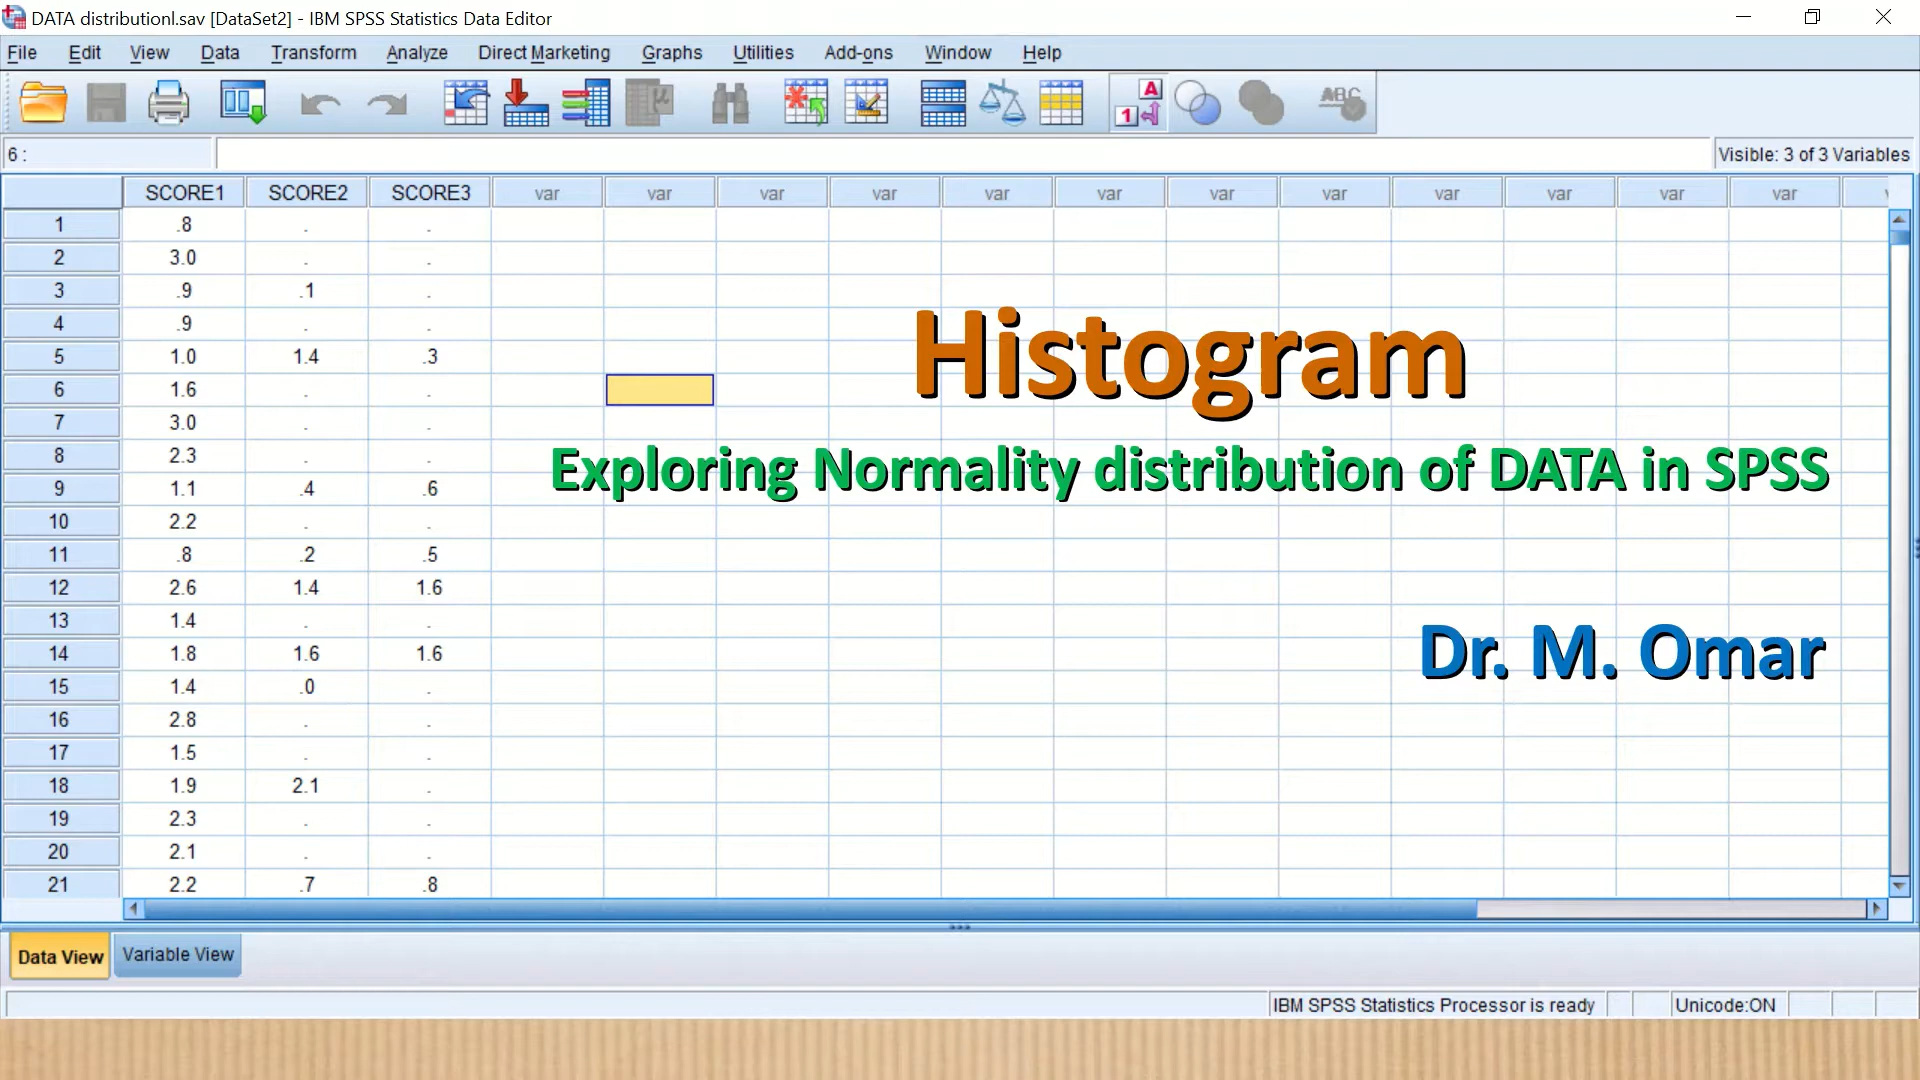 DATA distributionl.sav [DataSet2] - IBM SPSS Statistics Data Editor
File Edit View Data Transform Analyze Direct Marketing Graphs Utilities Add-ons Window Help
A
1
μ
ABC
6 :
Visible: 3 of 3 Variables
SCORE1 SCORE2 SCORE3 var var var var var var var var var var var var
1 .8 . .
2 3.0 . .
3 .9 .1 .
4 .9 . .
5 1.0 1.4 .3
6 1.6 . .
7 3.0 . .
8 2.3 . .
9 1.1 .4 .6
10 2.2 . .
11 .8 .2 .5
12 2.6 1.4 1.6
13 1.4 . .
14 1.8 1.6 1.6
15 1.4 .0 .
16 2.8 . .
17 1.5 . .
18 1.9 2.1 .
19 2.3 . .
20 2.1 . .
21 2.2 .7 .8
Histogram
Exploring Normality distribution of DATA in SPSS
Dr. M. Omar
Data View Variable View
IBM SPSS Statistics Processor is ready Unicode:ON